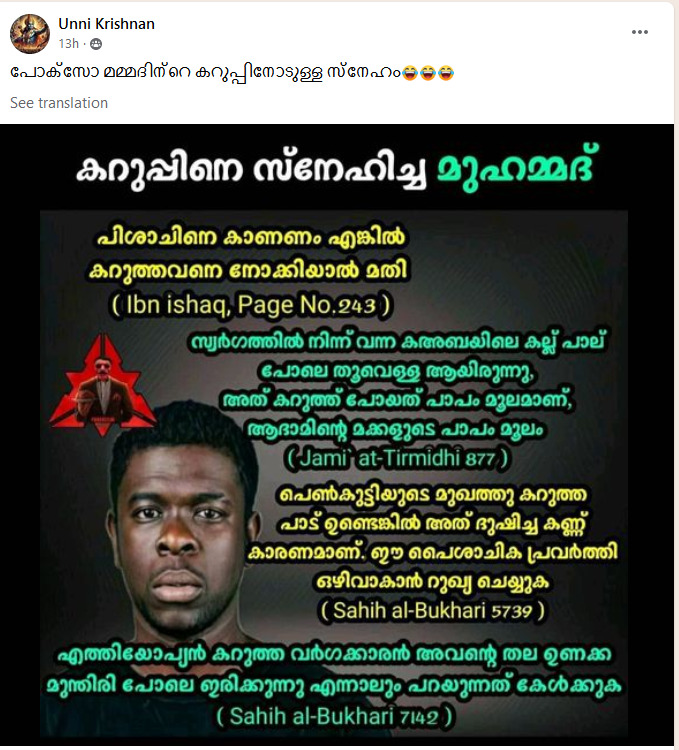 Unni Krishnan
13h
പോക്സോ മമ്മദിന്റെ കറുപ്പിനോടുള്ള സ്നേഹം😂😂😂
See translation
കറുപ്പിനെ സ്നേഹിച്ച മുഹമ്മദ്
പിശാചിനെ കാണണം എങ്കിൽ
കറുത്തവനെ നോക്കിയാൽ മതി
( Ibn ishaq, Page No.243 )
സ്വർഗത്തിൽ നിന്ന് വന്ന കഅബയിലെ കല്ല് പാല്
പോലെ തൂവെള്ള ആയിരുന്നു,
അത് കറുത്ത് പോയത് പാപം മൂലമാണ്,
ആദാമിന്റെ മക്കളുടെ പാപം മൂലം
( Jami` at-Tirmidhi 877 )
പെൺകുട്ടിയുടെ മുഖത്തു കറുത്ത
പാട് ഉണ്ടെങ്കിൽ അത് ദുഷിച്ച കണ്ണ്
കാരണമാണ്. ഈ പൈശാചിക പ്രവർത്തി
ഒഴിവാകാൻ റുഖ്യ ചെയ്യുക
( Sahih al-Bukhari 5739 )
എത്തിയോപ്യൻ കറുത്ത വർഗക്കാരൻ അവന്റെ തല ഉണക്ക
മുന്തിരി പോലെ ഇരിക്കുന്നു എന്നാലും പറയുന്നത് കേൾക്കുക
( Sahih al-Bukhari 7142 )